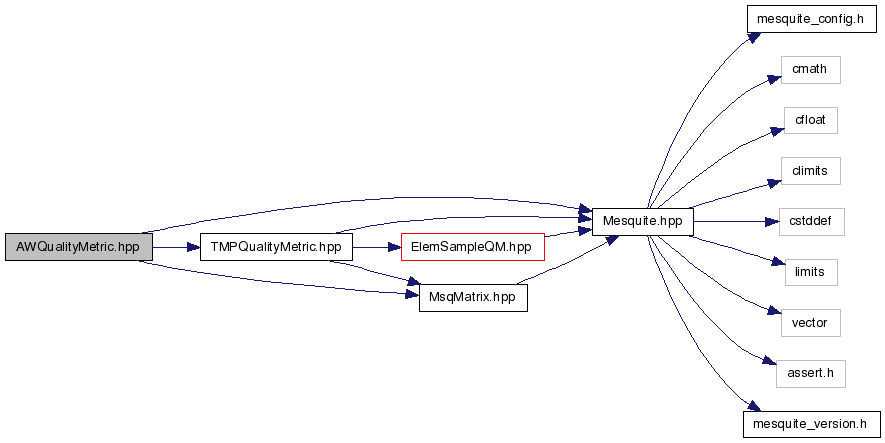 mesquite_config.h
cmath
cfloat
climits
Mesquite.hpp
cstddef
AWQualityMetric.hpp
TMPQualityMetric.hpp
ElemSampleQM.hpp
limits
MsqMatrix.hpp
vector
assert.h
mesquite_version.h